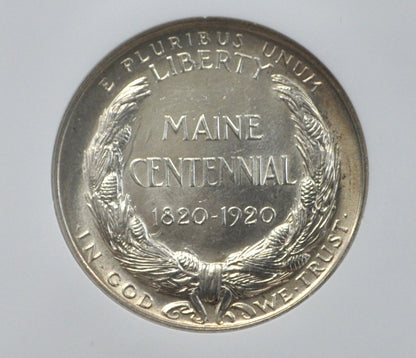 E PLURIBUS UNUM
LIBERTY
MAINE
CENTENNIAL
1820-1920
·IN·GOD WE·TRUST·